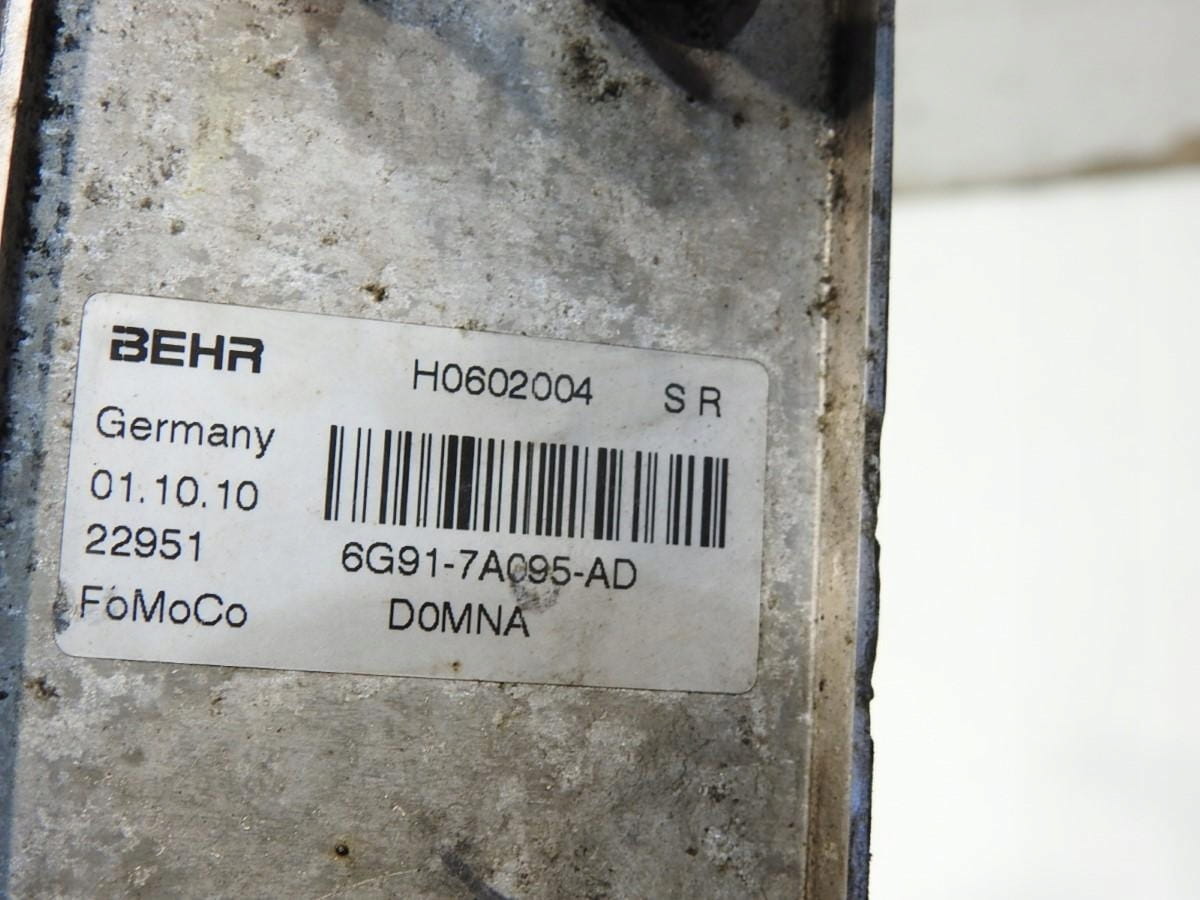 BEHR
H0602004 S R
Germany
01.10.10
22951
6G91-7A095-AD
FoMoCo
D0MNA